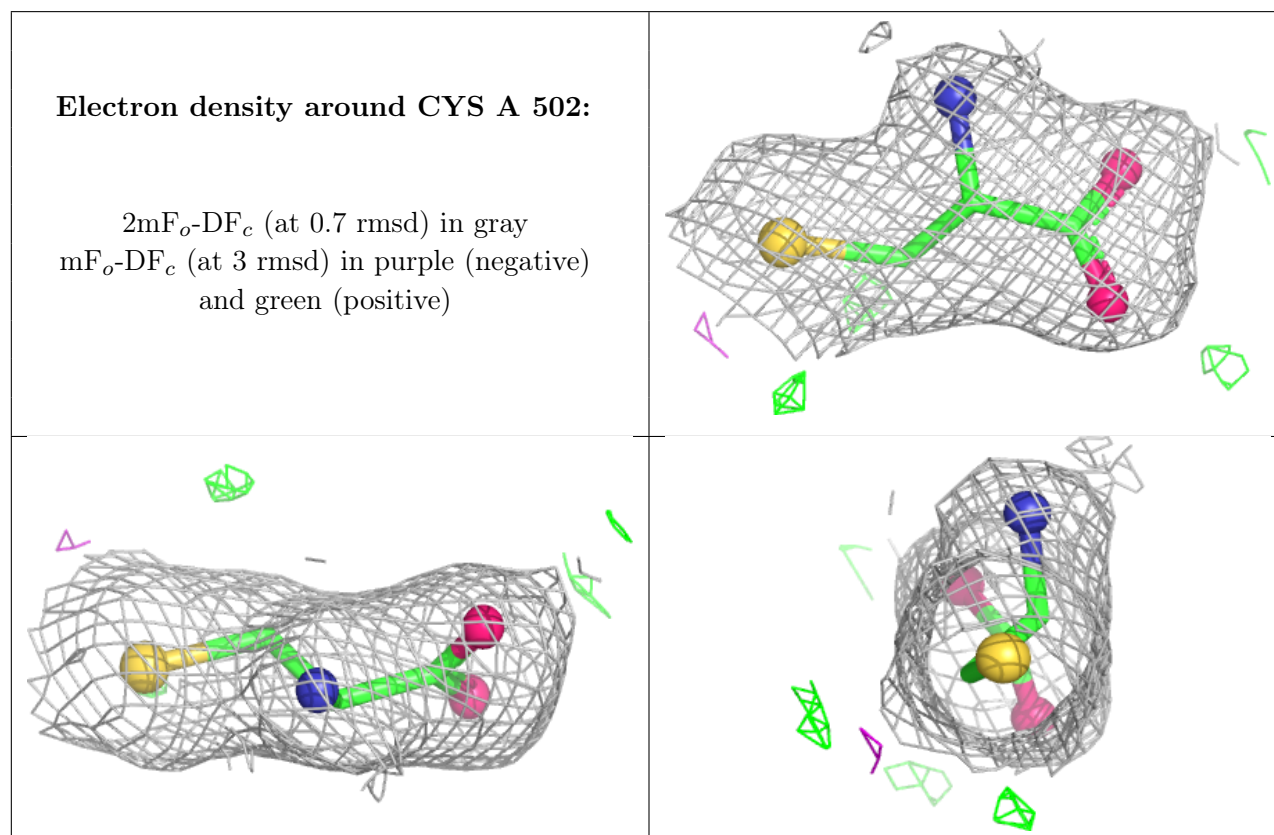 Electron density around CYS A 502:
2mFo-DFc (at 0.7 rmsd) in gray
mFo-DFc (at 3 rmsd) in purple (negative)
and green (positive)